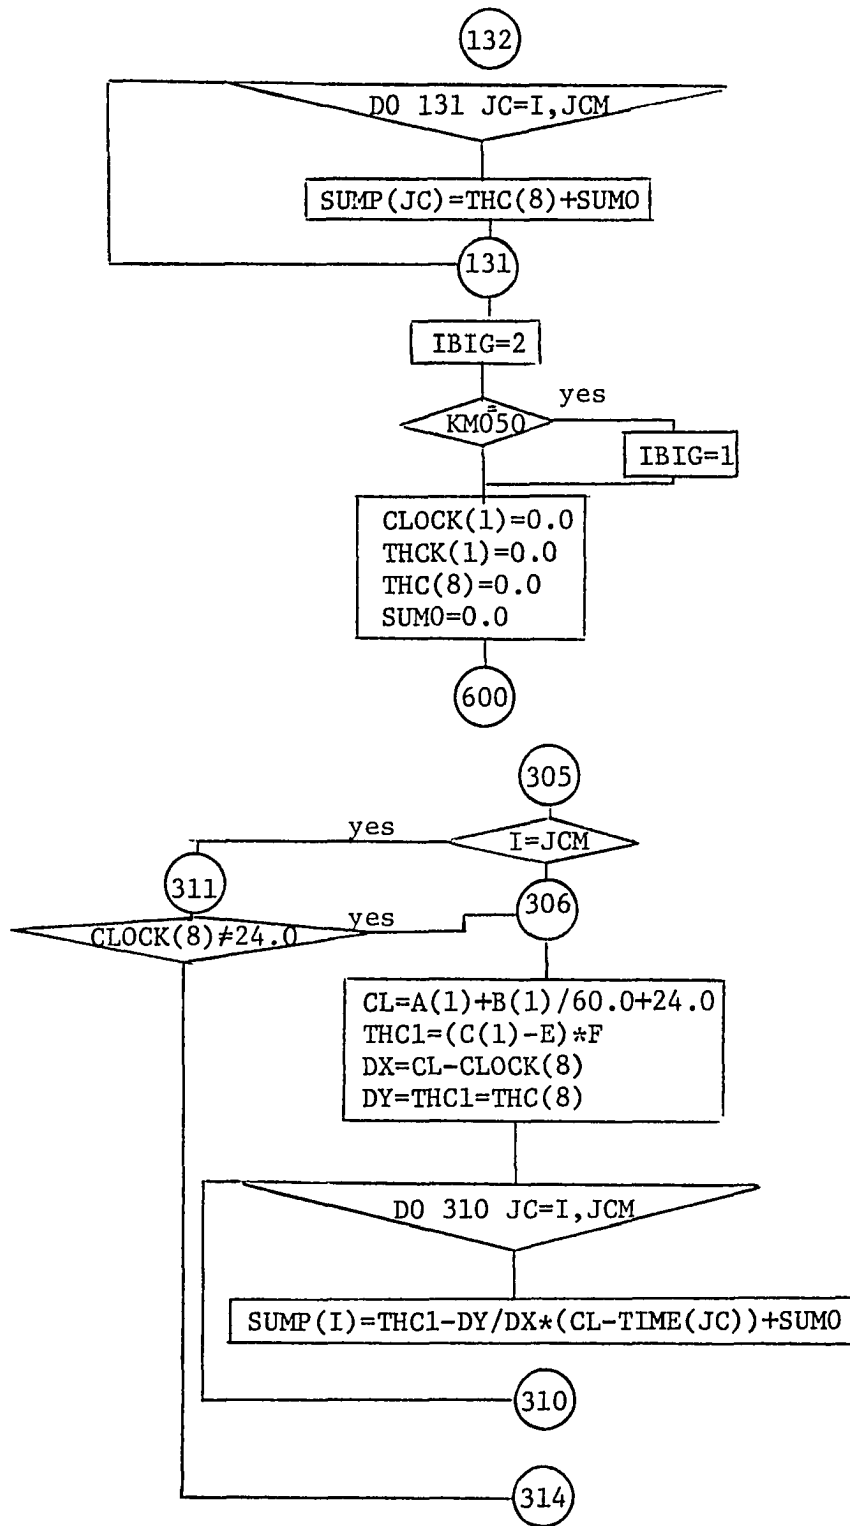 132
DO 131 JC=I,JCM
SUMP(JC)=THC(8)+SUMO
131
IBIG=2
yes
KMO=50
IBIG=1
CLOCK(1)=0.0
THCK(1)=0.0
THC(8)=0.0
SUMO=0.0
600
305
yes
I=JCM
311
306
CLOCK(8)≠24.0
yes
CL=A(1)+B(1)/60.0+24.0
THC1=(C(1)-E)*F
DX=CL-CLOCK(8)
DY=THC1=THC(8)
DO 310 JC=I,JCM
SUMP(I)=THC1-DY/DX*(CL-TIME(JC))+SUMO
310
314